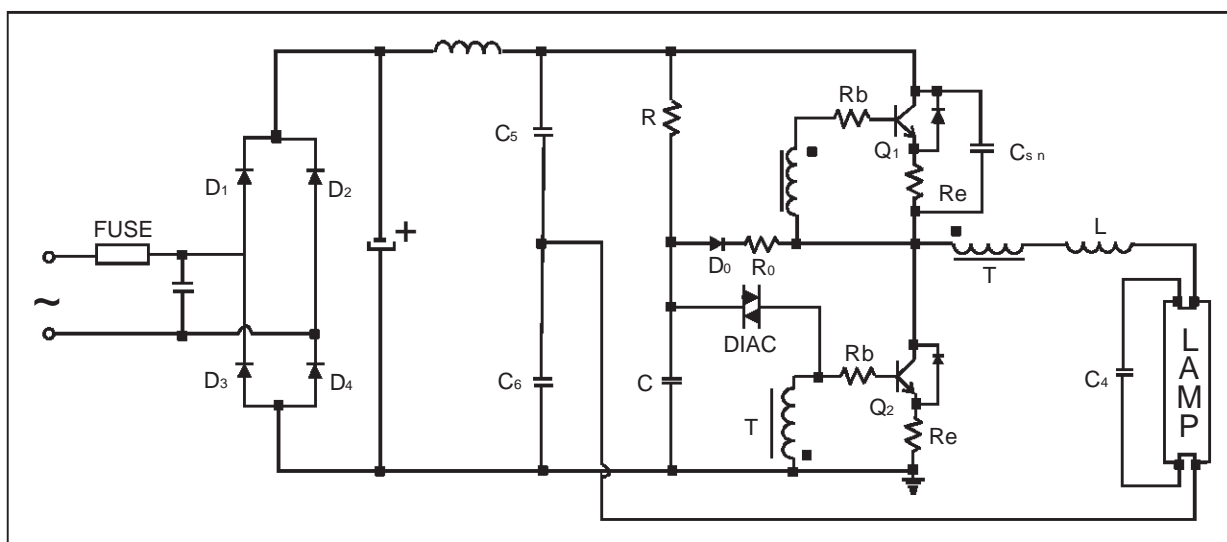 FUSE
~
D1
D2
D3
D4
+
C5
C6
R
C
D0
R0
DIAC
T
Rb
Q1
Re
Csn
Rb
Q2
Re
T
L
C4
LAMP